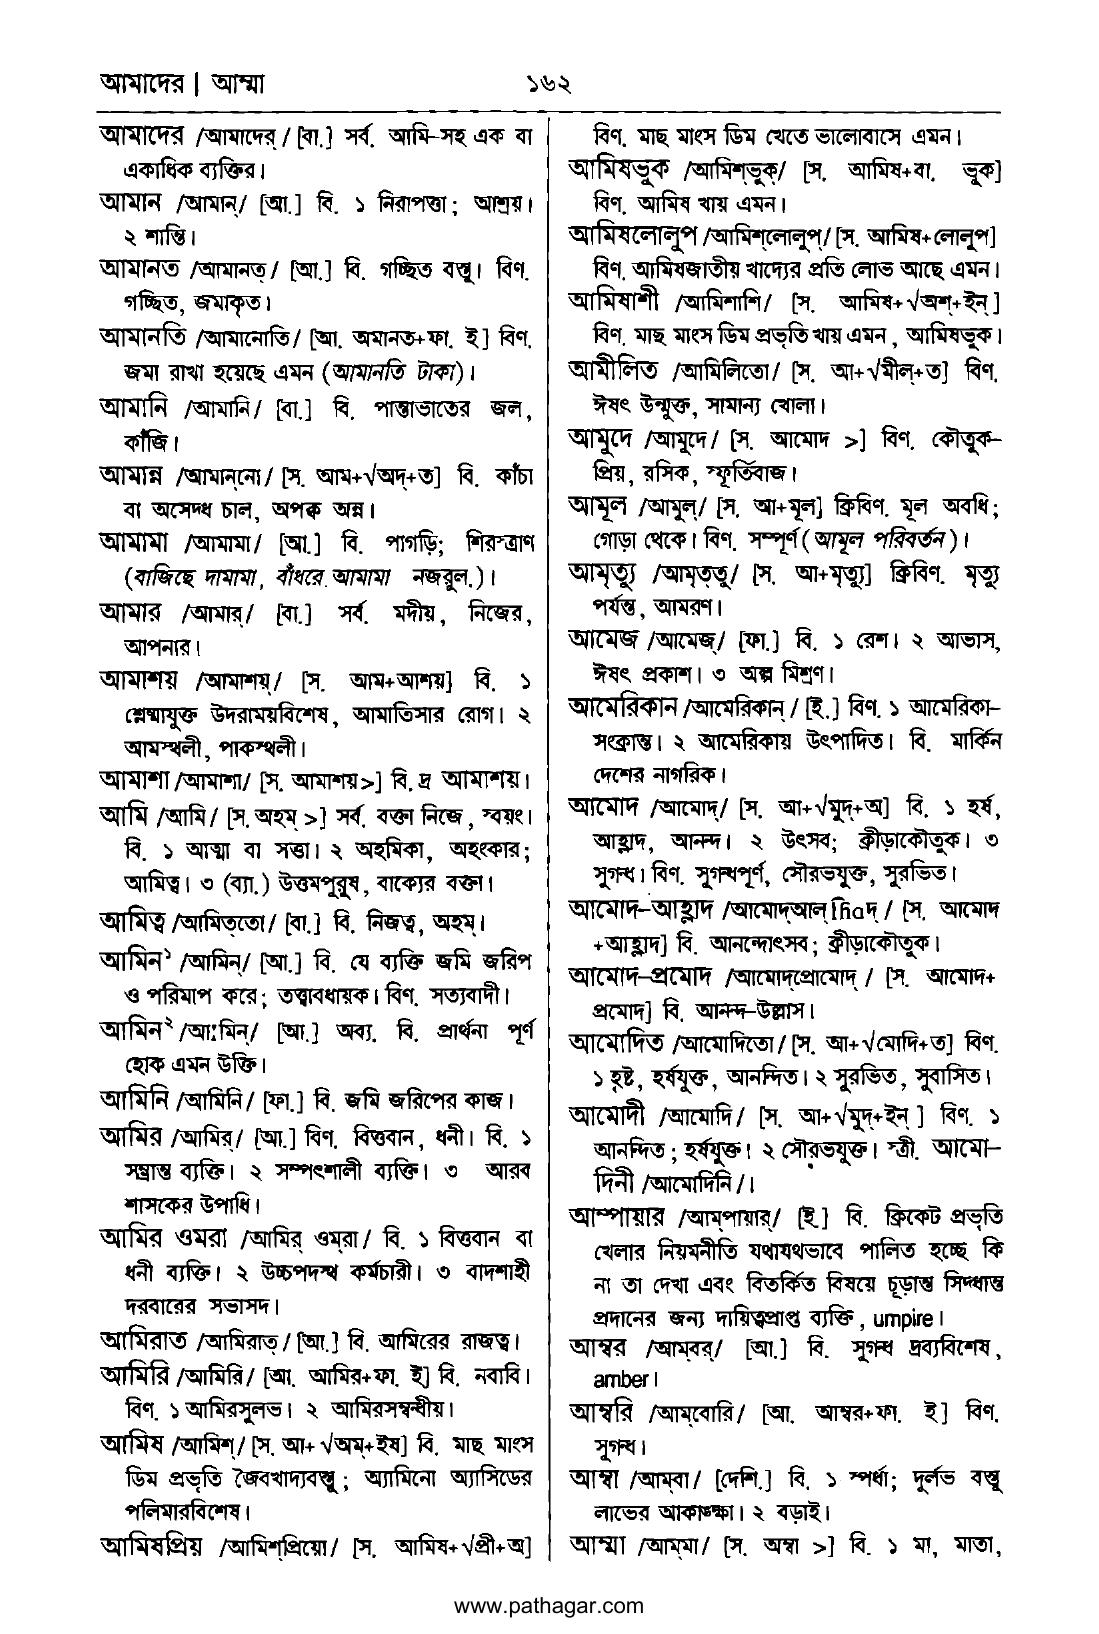 আমাদের | আম্মা
১৬২
আমাদের /আমাদের্/ [বা.] সর্ব. আমি-সহ এক বা
একাধিক ব্যক্তির।
আমান /আমান্/ [আ.] বি. ১ নিরাপত্তা; আশ্রয়।
২ শান্তি।
আমানত /আমানত্/ [আ.] বি. গচ্ছিত বস্তু। বিণ.
গচ্ছিত, জমাকৃত।
আমানতি /আমানোতি/ [আ. অমানত+ফা. ই] বিণ.
জমা রাখা হয়েছে এমন (আমানতি টাকা)।
আমানি /আমানি/ [বা.] বি. পান্তাভাতের জল,
কাঁজি।
আমান্ন /আমান্‌নো/ [স. আম+√অদ্+ত] বি. কাঁচা
বা অসেদ্ধ চাল, অপক্ব অন্ন।
আমামা /আমামা/ [আ.] বি. পাগড়ি; শিরস্ত্রাণ
(বাজিছে দামামা, বাঁধরে আমামা নজরুল.)।
আমার /আমার্/ [বা.] সর্ব. মদীয়, নিজের,
আপনার।
আমাশয় /আমাশয়্/ [স. আম+আশয়] বি. ১
শ্লেষ্মাযুক্ত উদরাময়বিশেষ, আমাতিসার রোগ। ২
আমস্থলী, পাকস্থলী।
আমাশা /আমাশা/ [স. আমাশয়>] বি. দ্র আমাশয়।
আমি /আমি/ [স. অহম্ >] সর্ব. বক্তা নিজে, স্বয়ং।
বি. ১ আত্মা বা সত্তা। ২ অহমিকা, অহংকার;
আমিত্ব। ৩ (ব্যা.) উত্তমপুরুষ, বাক্যের বক্তা।
আমিত্ব /আমিত্‌তো/ [বা.] বি. নিজত্ব, অহম্।
আমিন১ /আমিন্/ [আ.] বি. যে ব্যক্তি জমি জরিপ
ও পরিমাপ করে; তত্ত্বাবধায়ক। বিণ. সত্যবাদী।
আমিন২ /আ:মিন্/ [আ.] অব্য. বি. প্রার্থনা পূর্ণ
হোক এমন উক্তি।
আমিনি /আমিনি/ [ফা.] বি. জমি জরিপের কাজ।
আমির /আমির্/ [আ.] বিণ. বিত্তবান, ধনী। বি. ১
সম্ভ্রান্ত ব্যক্তি। ২ সম্পৎশালী ব্যক্তি। ৩ আরব
শাসকের উপাধি।
আমির ওমরা /আমির্ ওম্‌রা/ বি. ১ বিত্তবান বা
ধনী ব্যক্তি। ২ উচ্চপদস্থ কর্মচারী। ৩ বাদশাহী
দরবারের সভাসদ।
আমিরাত /আমিরাত্/ [আ.] বি. আমিরের রাজত্ব।
আমিরি /আমিরি/ [আ. আমির+ফা. ই] বি. নবাবি।
বিণ. ১ আমিরসুলভ। ২ আমিরসম্বন্ধীয়।
আমিষ /আমিশ্/ [স. আ+ √অম্+ইষ] বি. মাছ মাংস
ডিম প্রভৃতি জৈবখাদ্যবস্তু; অ্যামিনো অ্যাসিডের
পলিমারবিশেষ।
আমিষপ্রিয় /আমিশ্‌প্রিয়ো/ [স. আমিষ+√প্রী+অ]
বিণ. মাছ মাংস ডিম খেতে ভালোবাসে এমন।
আমিষভুক /আমিশ্‌ভুক্/ [স. আমিষ+বা. ভুক]
বিণ. আমিষ খায় এমন।
আমিষলোলুপ /আমিশ্‌লোলুপ্/ [স. আমিষ+লোলুপ]
বিণ. আমিষজাতীয় খাদ্যের প্রতি লোভ আছে এমন।
আমিষাশী /আমিশাশি/ [স. আমিষ+√অশ্+ইন্]
বিণ. মাছ মাংস ডিম প্রভৃতি খায় এমন, আমিষভুক।
আমীলিত /আমিলিতো/ [স. আ+√মীল্+ত] বিণ.
ঈষৎ উন্মুক্ত, সামান্য খোলা।
আমুদে /আমুদে/ [স. আমোদ >] বিণ. কৌতুক-
প্রিয়, রসিক, স্ফূর্তিবাজ।
আমূল /আমুল্/ [স. আ+মূল] ক্রিবিণ. মূল অবধি;
গোড়া থেকে। বিণ. সম্পূর্ণ (আমূল পরিবর্তন)।
আমৃত্যু /আমৃত্‌তু/ [স. আ+মৃত্যু] ক্রিবিণ. মৃত্যু
পর্যন্ত, আমরণ।
আমেজ /আমেজ্/ [ফা.] বি. ১ রেশ। ২ আভাস,
ঈষৎ প্রকাশ। ৩ অল্প মিশ্রণ।
আমেরিকান /আমেরিকান্/ [ই.] বিণ. ১ আমেরিকা-
সংক্রান্ত। ২ আমেরিকায় উৎপাদিত। বি. মার্কিন
দেশের নাগরিক।
আমোদ /আমোদ্/ [স. আ+√মুদ্+অ] বি. ১ হর্ষ,
আহ্লাদ, আনন্দ। ২ উৎসব; ক্রীড়াকৌতুক। ৩
সুগন্ধ। বিণ. সুগন্ধপূর্ণ, সৌরভযুক্ত, সুরভিত।
আমোদ-আহ্লাদ /আমোদ্‌আল্‌lħaদ্/ [স. আমোদ
+আহ্লাদ] বি. আনন্দোৎসব; ক্রীড়াকৌতুক।
আমোদ-প্রমোদ /আমোদ্‌প্রোমোদ্/ [স. আমোদ+
প্রমোদ] বি. আনন্দ-উল্লাস।
আমোদিত /আমোদিতো/ [স. আ+√মোদি+ত] বিণ.
১ হৃষ্ট, হর্ষযুক্ত, আনন্দিত। ২ সুরভিত, সুবাসিত।
আমোদী /আমোদি/ [স. আ+√মুদ্+ইন্] বিণ. ১
আনন্দিত; হর্ষযুক্ত। ২ সৌরভযুক্ত। স্ত্রী. আমো-
দিনী /আমোদিনি/।
আম্পায়ার /আম্‌পায়ার্/ [ই.] বি. ক্রিকেট প্রভৃতি
খেলার নিয়মনীতি যথাযথভাবে পালিত হচ্ছে কি
না তা দেখা এবং বিতর্কিত বিষয়ে চূড়ান্ত সিদ্ধান্ত
প্রদানের জন্য দায়িত্বপ্রাপ্ত ব্যক্তি, umpire।
আম্বর /আম্‌বর্/ [আ.] বি. সুগন্ধ দ্রব্যবিশেষ,
amber।
আম্বরি /আম্‌বোরি/ [আ. আম্বর+ফা. ই] বিণ.
সুগন্ধ।
আম্বা /আম্‌বা/ [দেশি.] বি. ১ স্পর্ধা; দুর্লভ বস্তু
লাভের আকাঙ্ক্ষা। ২ বড়াই।
আম্মা /আম্‌মা/ [স. অম্বা >] বি. ১ মা, মাতা,
www.pathagar.com